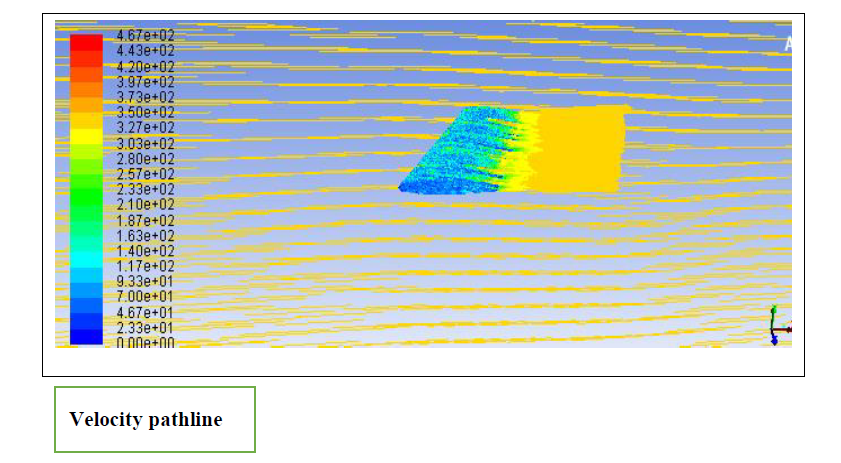 4.67e+02
4.43e+02
4.20e+02
3.97e+02
3.73e+02
3.50e+02
3.27e+02
3.03e+02
2.80e+02
2.57e+02
2.33e+02
2.10e+02
1.87e+02
1.63e+02
1.40e+02
1.17e+02
9.33e+01
7.00e+01
4.67e+01
2.33e+01
0.00e+00
A
Velocity pathline